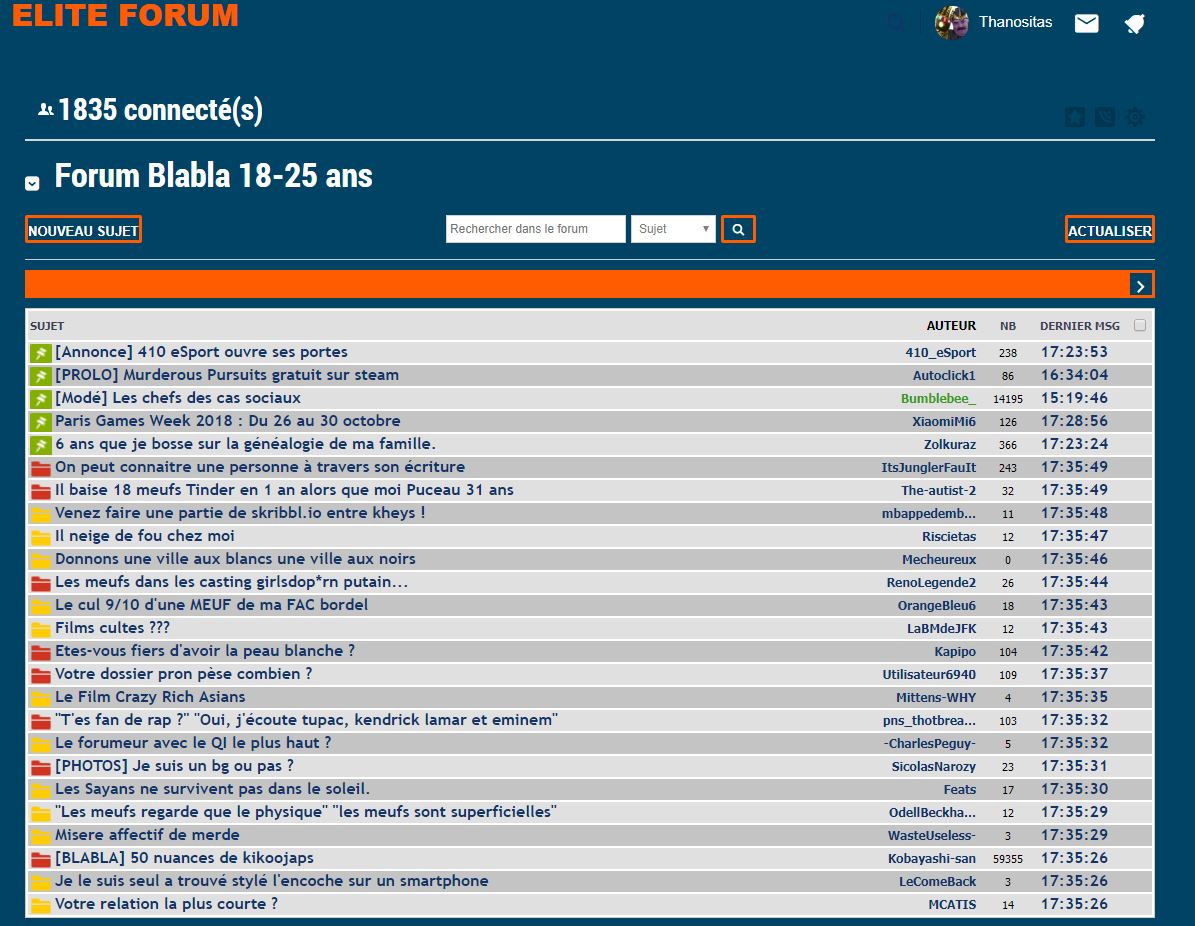 ELITE FORUM
Thanositas
1835 connecté(s)
Forum Blabla 18-25 ans
NOUVEAU SUJET Rechercher dans le forum Sujet ACTUALISER
SUJET AUTEUR NB DERNIER MSG
[Annonce] 410 eSport ouvre ses portes 410_eSport 238 17:23:53
[PROLO] Murderous Pursuits gratuit sur steam Autoclick1 86 16:34:04
[Modé] Les chefs des cas sociaux Bumblebee_ 14195 15:19:46
Paris Games Week 2018 : Du 26 au 30 octobre XiaomiMi6 126 17:28:56
6 ans que je bosse sur la généalogie de ma famille. Zolkuraz 366 17:23:24
On peut connaitre une personne à travers son écriture ItsJunglerFauIt 243 17:35:49
Il baise 18 meufs Tinder en 1 an alors que moi Puceau 31 ans The-autist-2 32 17:35:49
Venez faire une partie de skribbl.io entre kheys ! mbappedemb... 11 17:35:48
Il neige de fou chez moi Riscietas 12 17:35:47
Donnons une ville aux blancs une ville aux noirs Mecheureux 0 17:35:46
Les meufs dans les casting girlsdop*rn putain... RenoLegende2 26 17:35:44
Le cul 9/10 d'une MEUF de ma FAC bordel OrangeBleu6 18 17:35:43
Films cultes ??? LaBMdeJFK 12 17:35:43
Etes-vous fiers d'avoir la peau blanche ? Kapipo 104 17:35:42
Votre dossier pron pèse combien ? Utilisateur6940 109 17:35:37
Le Film Crazy Rich Asians Mittens-WHY 4 17:35:35
"T'es fan de rap ?" "Oui, j'écoute tupac, kendrick lamar et eminem" pns_thotbrea... 103 17:35:32
Le forumeur avec le QI le plus haut ? -CharlesPeguy- 5 17:35:32
[PHOTOS] Je suis un bg ou pas ? SicolasNarozy 23 17:35:31
Les Sayans ne survivent pas dans le soleil. Feats 17 17:35:30
"Les meufs regarde que le physique" "les meufs sont superficielles" OdellBeckha... 12 17:35:29
Misere affectif de merde WasteUseless- 3 17:35:29
[BLABLA] 50 nuances de kikoojaps Kobayashi-san 59355 17:35:26
Je le suis seul a trouvé stylé l'encoche sur un smartphone LeComeBack 3 17:35:26
Votre relation la plus courte ? MCATIS 14 17:35:26